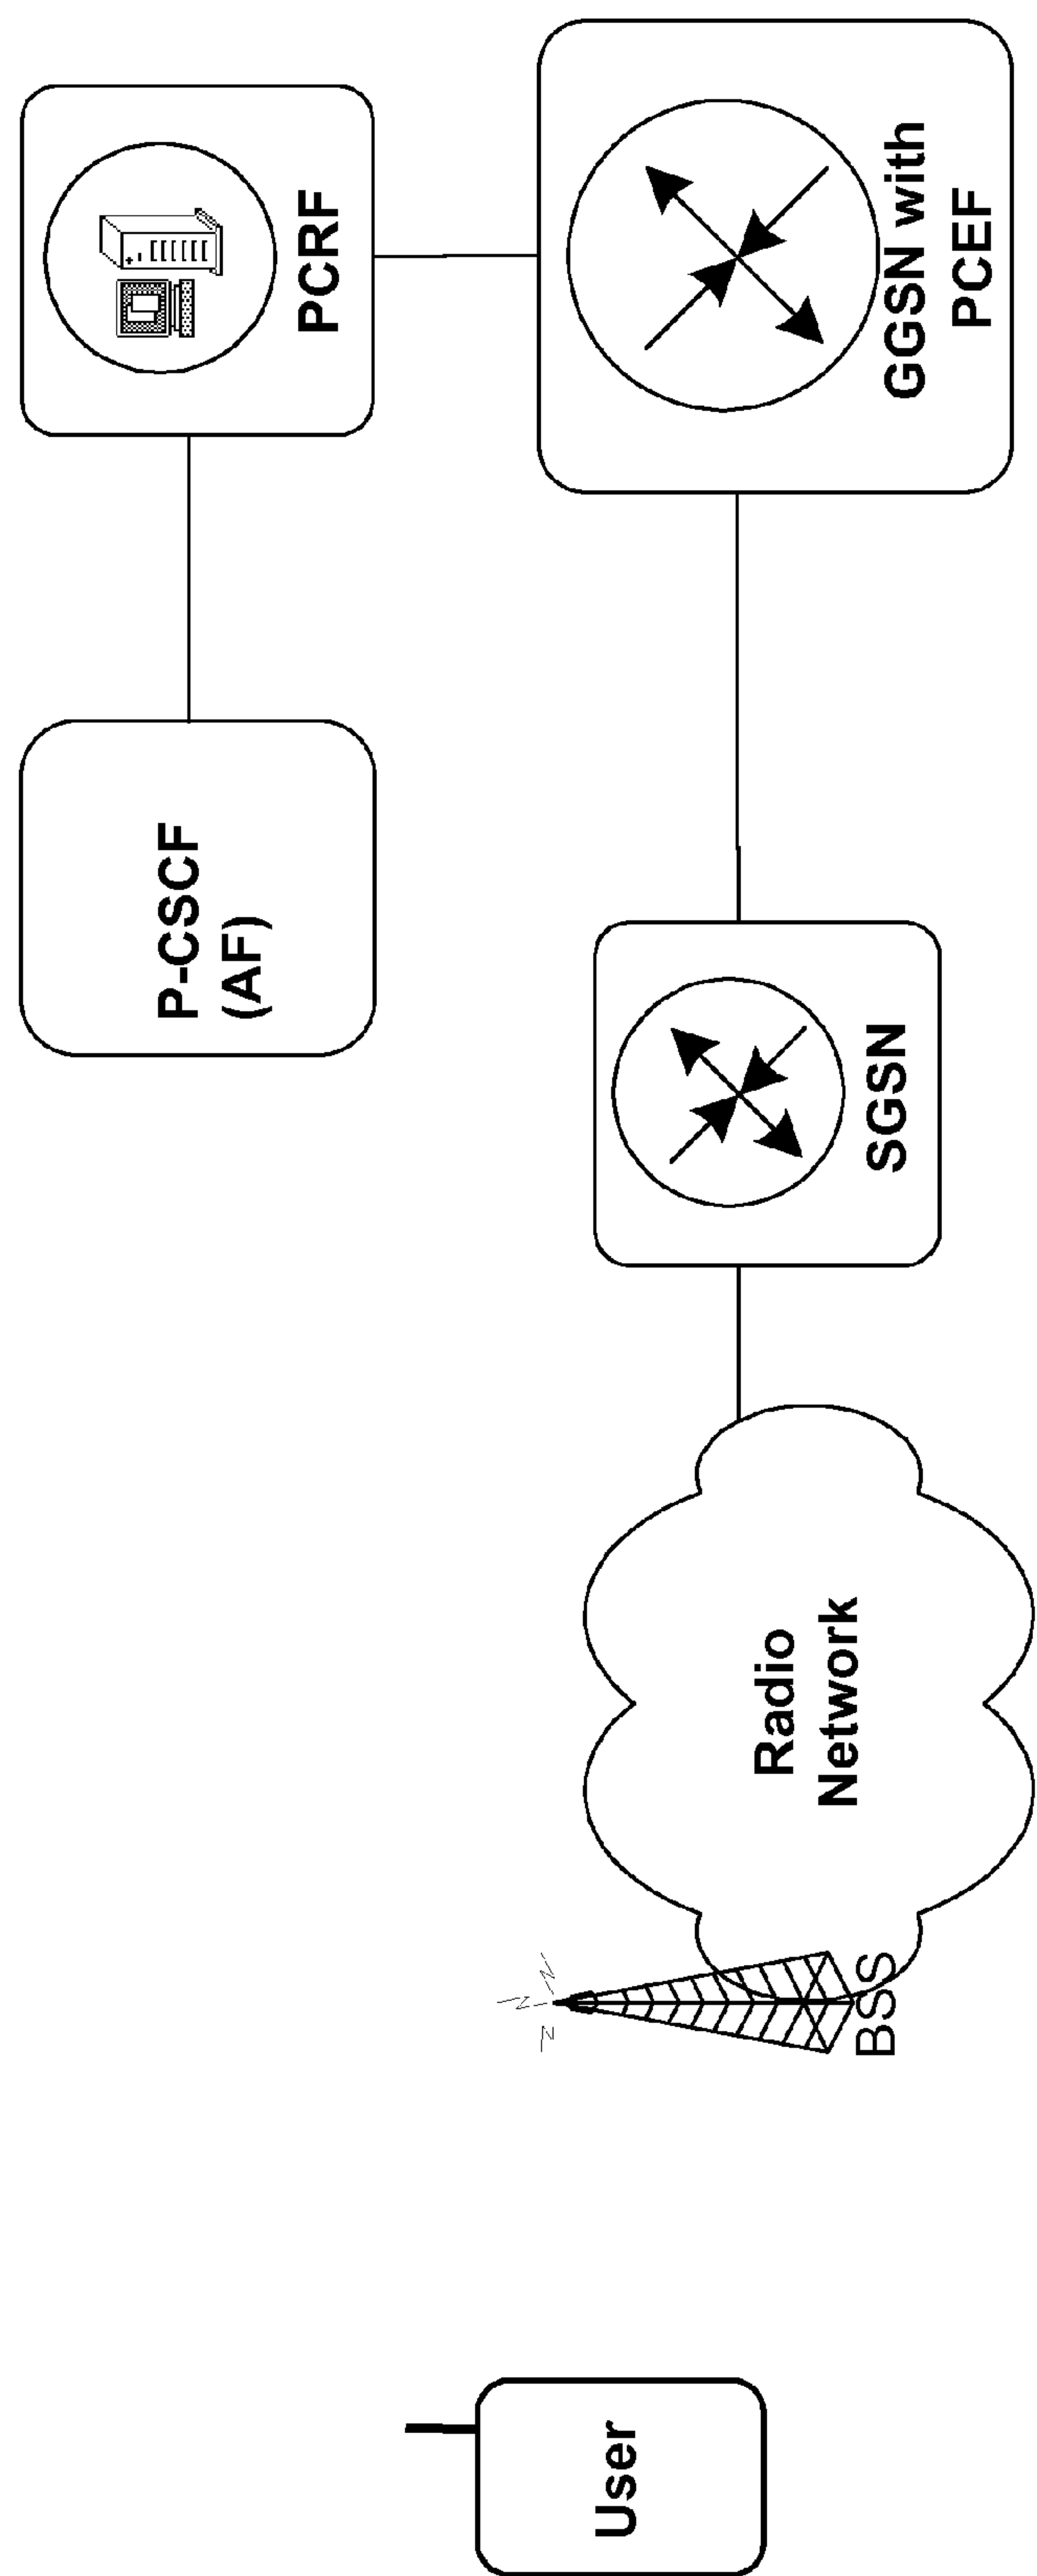 P-CSCF
(AF)
PCRF
User
BSS
Radio
Network
SGSN
GGSN with
PCEF